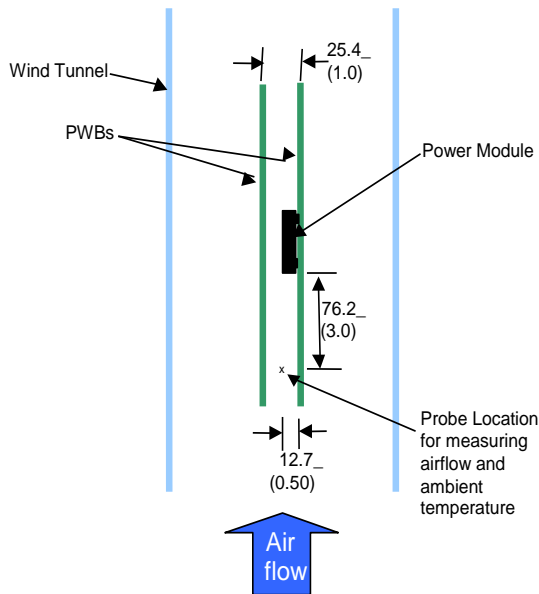 25.4_
(1.0)
Wind Tunnel
PWBs
Power Module
76.2_
(3.0)
x
Probe Location
for measuring
airflow and
ambient
temperature
12.7_
(0.50)
Air
flow